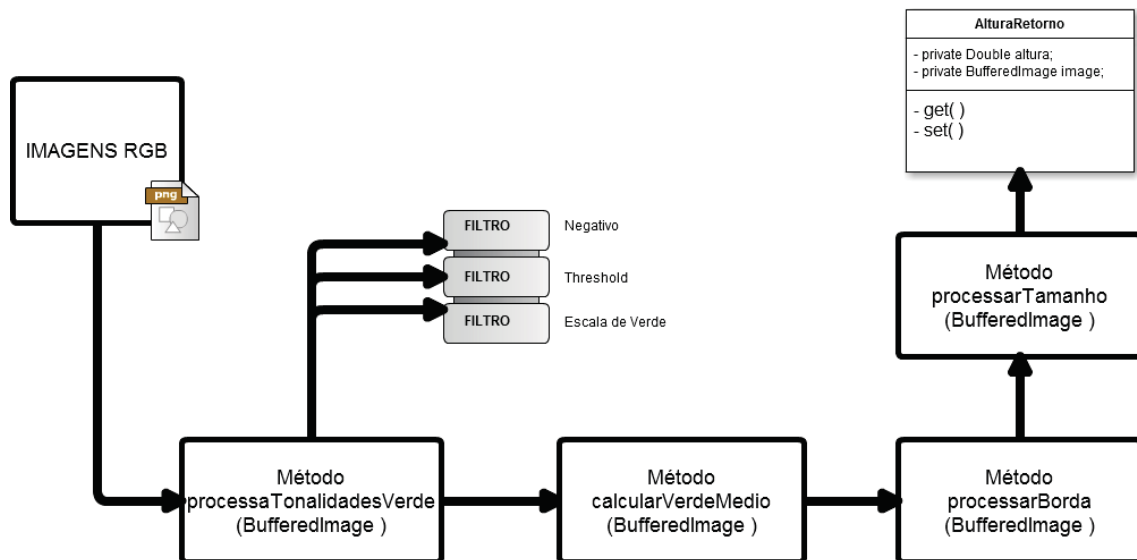 IMAGENS RGB
png
FILTRO
Negativo
FILTRO
Threshold
FILTRO
Escala de Verde
Método
processaTonalidadesVerde
(BufferedImage )
Método
calcularVerdeMedio
(BufferedImage )
Método
processarBorda
(BufferedImage )
Método
processarTamanho
(BufferedImage )
AlturaRetorno
- private Double altura;
- private BufferedImage image;
- get( )
- set( )